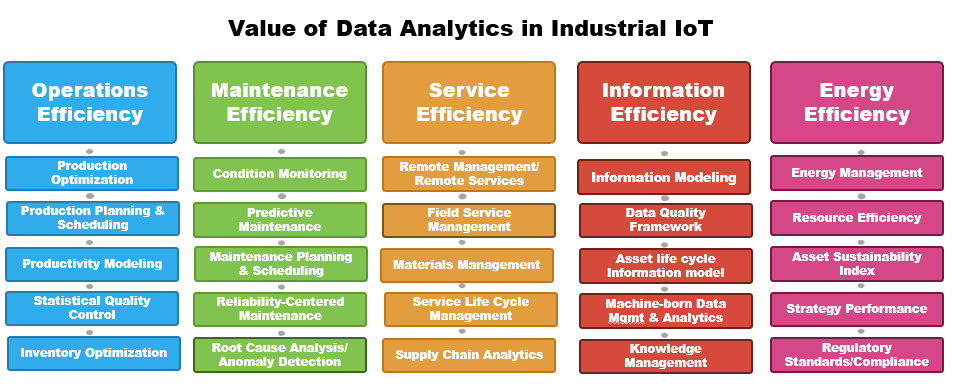 Value of Data Analytics in Industrial IoT
Operations
Efficiency
Production
Optimization
Production Planning &
Scheduling
Productivity Modeling
Statistical Quality
Control
Inventory Optimization
Maintenance
Efficiency
Condition Monitoring
Predictive
Maintenance
Maintenance Planning
& Scheduling
Reliability-Centered
Maintenance
Root Cause Analysis/
Anomaly Detection
Service
Efficiency
Remote Management/
Remote Services
Field Service
Management
Materials Management
Service Life Cycle
Management
Supply Chain Analytics
Information
Efficiency
Information Modeling
Data Quality
Framework
Asset life cycle
Information model
Machine-born Data
Mgmt & Analytics
Knowledge
Management
Energy
Efficiency
Energy Management
Resource Efficiency
Asset Sustainability
Index
Strategy Performance
Regulatory
Standards/Compliance